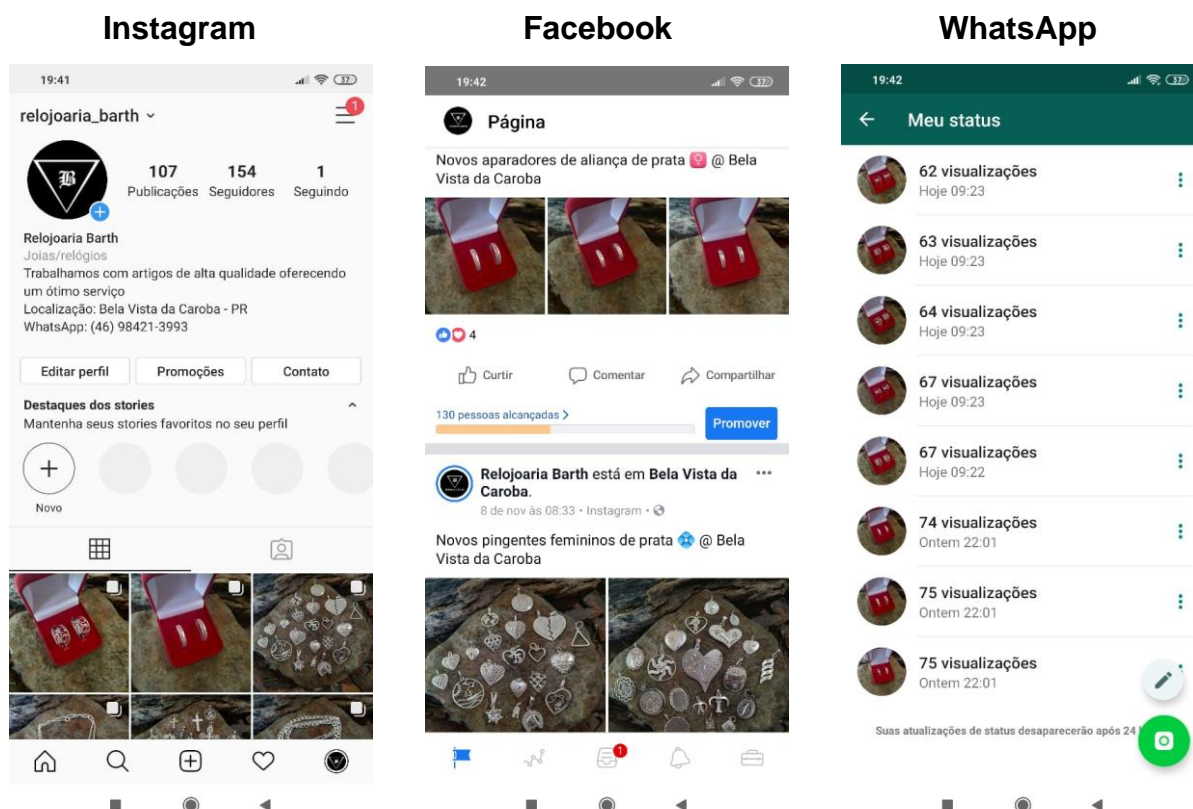 Instagram
19:41
37
relojoaria_barth
1
B
107 154 1
Publicações Seguidores Seguindo
Relojoaria Barth
Joias/relógios
Trabalhamos com artigos de alta qualidade oferecendo
um ótimo serviço
Localização: Bela Vista da Caroba - PR
WhatsApp: (46) 98421-3993
Editar perfil Promoções Contato
Destaques dos stories
Mantenha seus stories favoritos no seu perfil
Novo
Facebook
19:42
37
Página
Novos aparadores de aliança de prata @ Bela
Vista da Caroba
4
Curtir Comentar Compartilhar
130 pessoas alcançadas
Promover
Relojoaria Barth está em Bela Vista da
Caroba.
8 de nov às 08:33 • Instagram •
Novos pingentes femininos de prata @ Bela
Vista da Caroba
1
WhatsApp
19:42
37
Meu status
62 visualizações
Hoje 09:23
63 visualizações
Hoje 09:23
64 visualizações
Hoje 09:23
67 visualizações
Hoje 09:23
67 visualizações
Hoje 09:22
74 visualizações
Ontem 22:01
75 visualizações
Ontem 22:01
75 visualizações
Ontem 22:01
Suas atualizações de status desaparecerão após 24